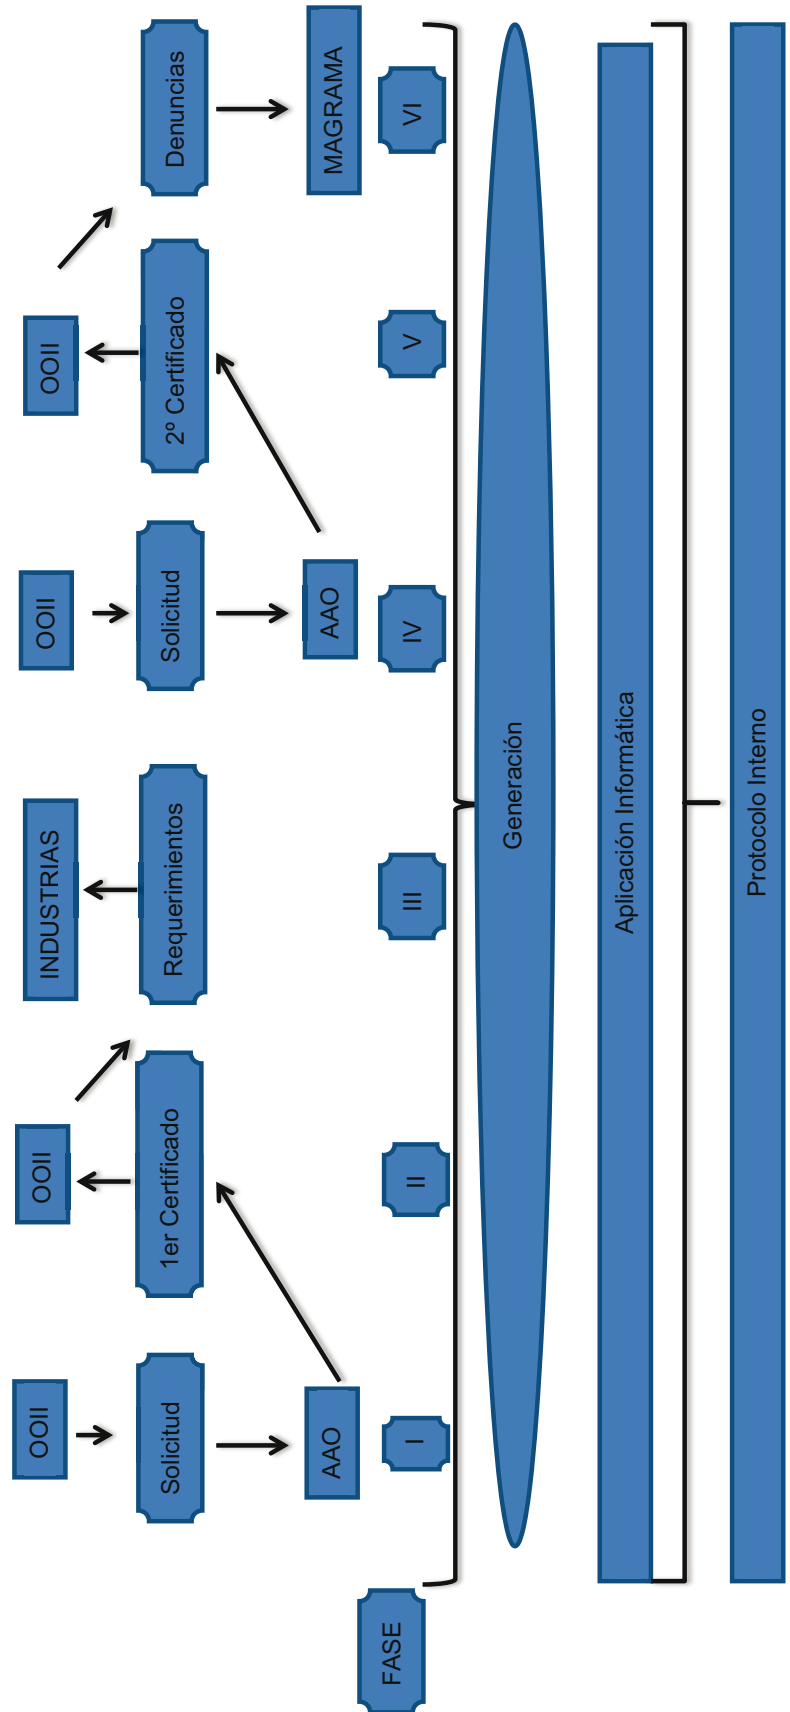 OOII
OOII
INDUSTRIAS
OOII
OOII
Solicitud
1er Certificado
Requerimientos
Solicitud
2º Certificado
Denuncias
AAO
AAO
MAGRAMA
FASE
I
II
III
IV
V
VI
Generación
Aplicación Informática
Protocolo Interno